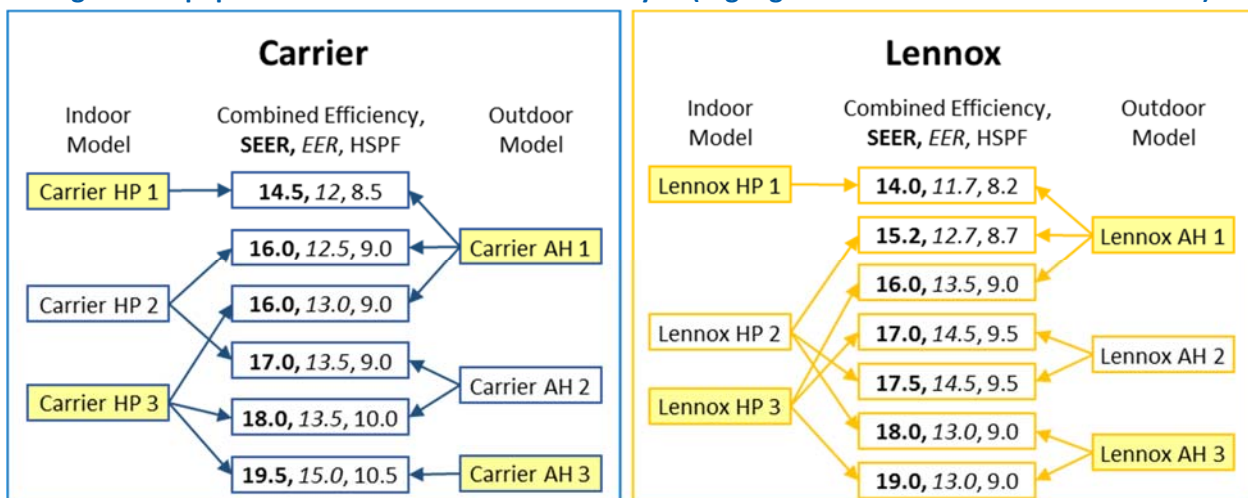 Carrier
Indoor Model
Combined Efficiency, SEER, EER, HSPF
Outdoor Model
Carrier HP 1
Carrier HP 2
Carrier HP 3
14.5, 12, 8.5
16.0, 12.5, 9.0
16.0, 13.0, 9.0
17.0, 13.5, 9.0
18.0, 13.5, 10.0
19.5, 15.0, 10.5
Carrier AH 1
Carrier AH 2
Carrier AH 3
Lennox
Indoor Model
Combined Efficiency, SEER, EER, HSPF
Outdoor Model
Lennox HP 1
Lennox HP 2
Lennox HP 3
14.0, 11.7, 8.2
15.2, 12.7, 8.7
16.0, 13.5, 9.0
17.0, 14.5, 9.5
17.5, 14.5, 9.5
18.0, 13.0, 9.0
19.0, 13.0, 9.0
Lennox AH 1
Lennox AH 2
Lennox AH 3